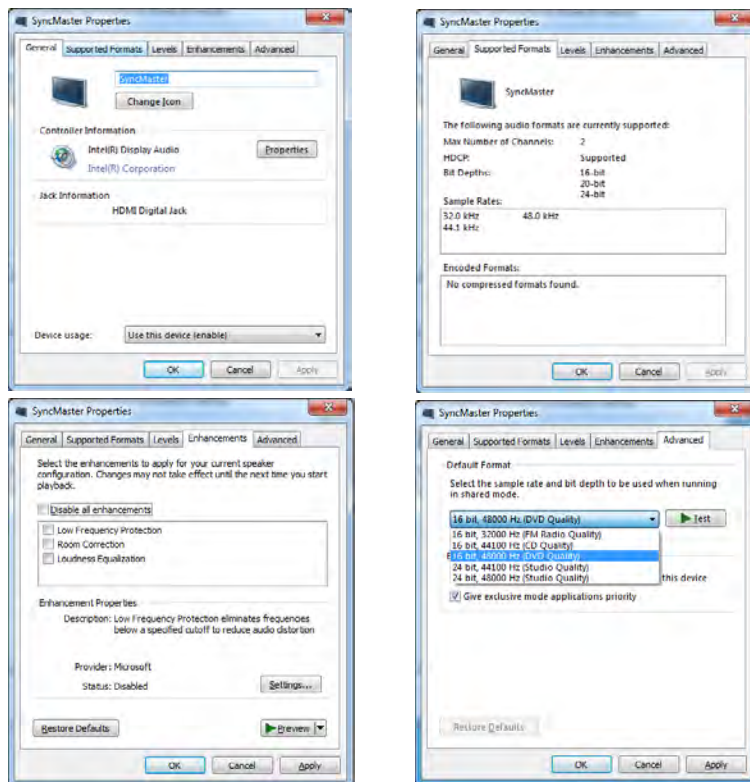 SyncMaster Properties
General Supported Formats Levels Enhancements Advanced
SyncMaster
Change Icon
Controller Information
Intel(R) Display Audio
Properties
Intel(R) Corporation
Jack Information
HDMI Digital Jack
Device usage: Use this device (enable)
OK Cancel Apply
SyncMaster Properties
General Supported Formats Levels Enhancements Advanced
SyncMaster
The following audio formats are currently supported:
Max Number of Channels: 2
HDCP: Supported
Bit Depths: 16-bit
20-bit
24-bit
Sample Rates:
32.0 kHz 48.0 kHz
44.1 kHz
Encoded Formats:
No compressed formats found.
OK Cancel Apply
SyncMaster Properties
General Supported Formats Levels Enhancements Advanced
Select the enhancements to apply for your current speaker
configuration. Changes may not take effect until the next time you start
playback.
Disable all enhancements
Low Frequency Protection
Room Correction
Loudness Equalization
Enhancement Properties
Description: Low Frequency Protection eliminates frequencies
below a specified cutoff to reduce audio distortion
Provider: Microsoft
Status: Disabled
Settings...
Restore Defaults
Preview
OK Cancel Apply
SyncMaster Properties
General Supported Formats Levels Enhancements Advanced
Default Format
Select the sample rate and bit depth to be used when running
in shared mode.
16 bit, 48000 Hz (DVD Quality)
Test
16 bit, 32000 Hz (FM Radio Quality)
16 bit, 44100 Hz (CD Quality)
16 bit, 48000 Hz (DVD Quality)
24 bit, 44100 Hz (Studio Quality)
24 bit, 48000 Hz (Studio Quality)
this device
Give exclusive mode applications priority
Restore Defaults
OK Cancel Apply